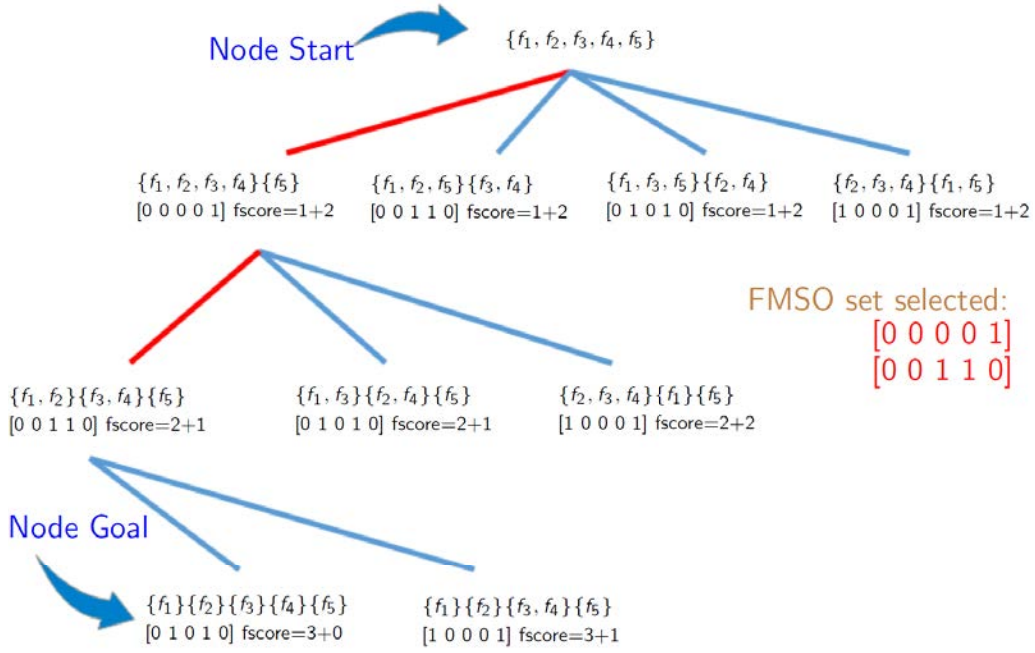 Node Start
{f₁, f₂, f₃, f₄, f₅}
{f₁, f₂, f₃, f₄}{f₅}
[0 0 0 0 1] fscore=1+2
{f₁, f₂, f₅}{f₃, f₄}
[0 0 1 1 0] fscore=1+2
{f₁, f₃, f₅}{f₂, f₄}
[0 1 0 1 0] fscore=1+2
{f₂, f₃, f₄}{f₁, f₅}
[1 0 0 0 1] fscore=1+2
FMSO set selected:
[0 0 0 0 1]
[0 0 1 1 0]
{f₁, f₂}{f₃, f₄}{f₅}
[0 0 1 1 0] fscore=2+1
{f₁, f₃}{f₂, f₄}{f₅}
[0 1 0 1 0] fscore=2+1
{f₂, f₃, f₄}{f₁}{f₅}
[1 0 0 0 1] fscore=2+2
Node Goal
{f₁}{f₂}{f₃}{f₄}{f₅}
[0 1 0 1 0] fscore=3+0
{f₁}{f₂}{f₃, f₄}{f₅}
[1 0 0 0 1] fscore=3+1